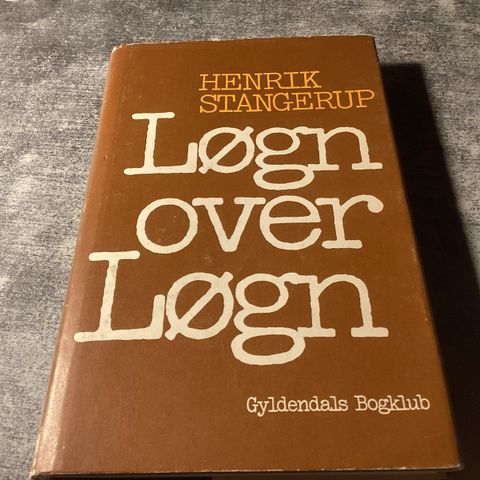 HENRIK
STANGERUP
Løgn
over
Løgn
Gyldendals Bogklub